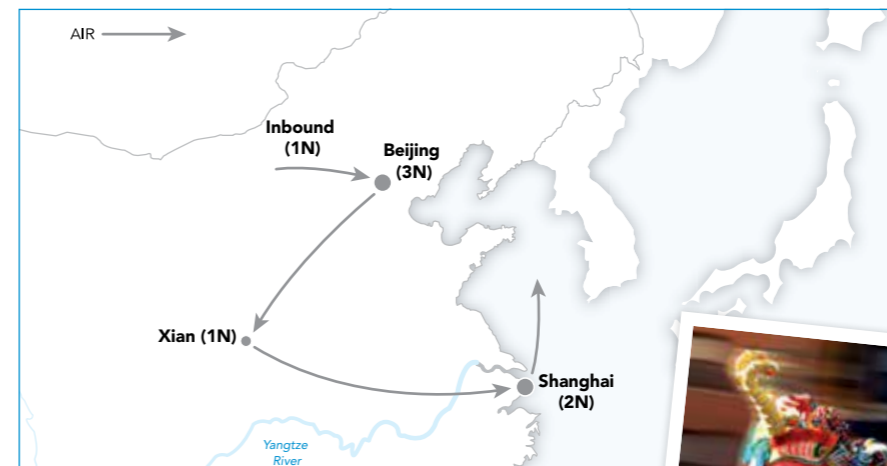 AIR
Inbound
(1N)
Beijing
(3N)
Xian (1N)
Shanghai
(2N)
Yangtze
River